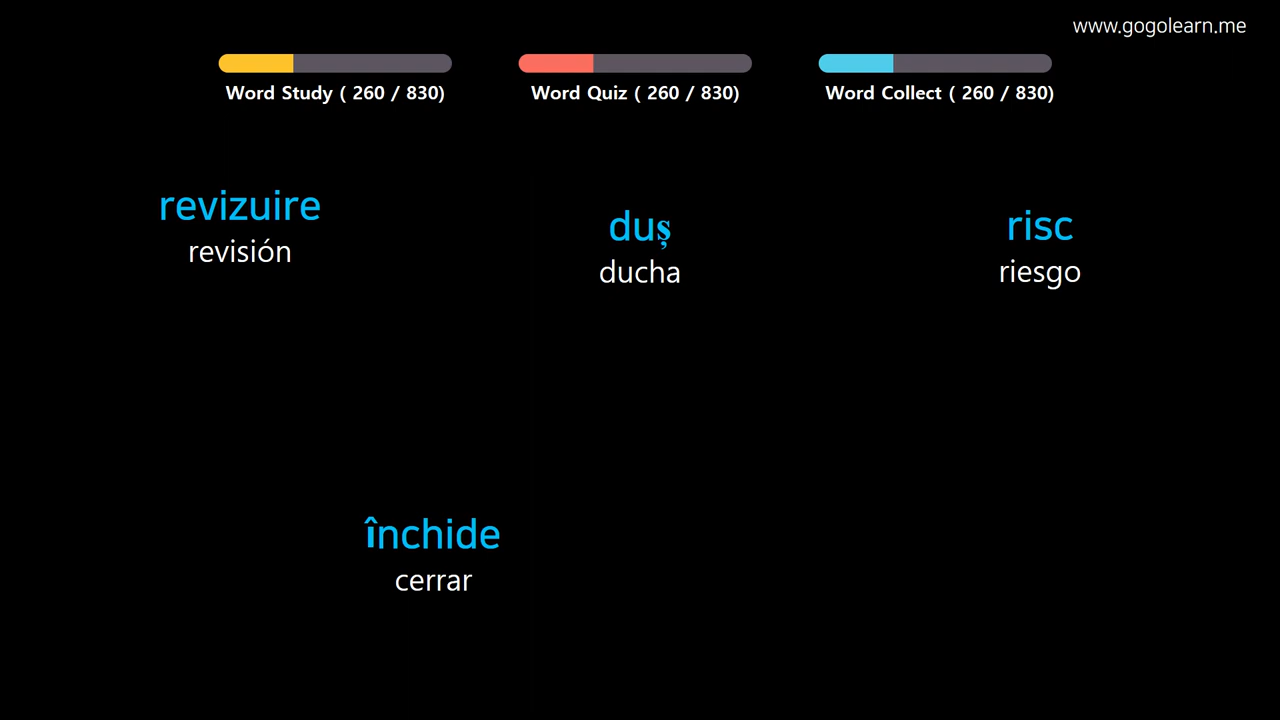 www.gogolearn.me
Word Study ( 260 / 830)
Word Quiz ( 260 / 830)
Word Collect ( 260 / 830)
revizuire
revisión
duș
ducha
risc
riesgo
închide
cerrar